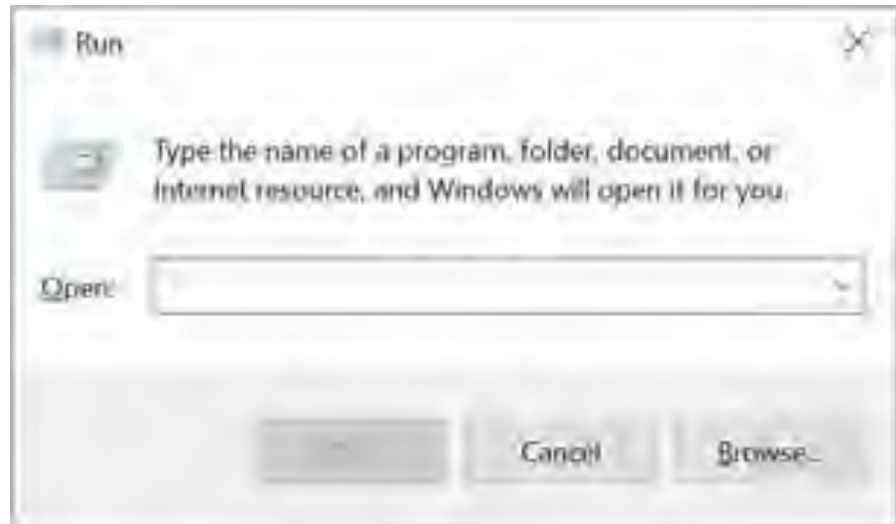 Run
Type the name of a program, folder, document, or
Internet resource, and Windows will open it for you.
Open:
Cancel
Browse...